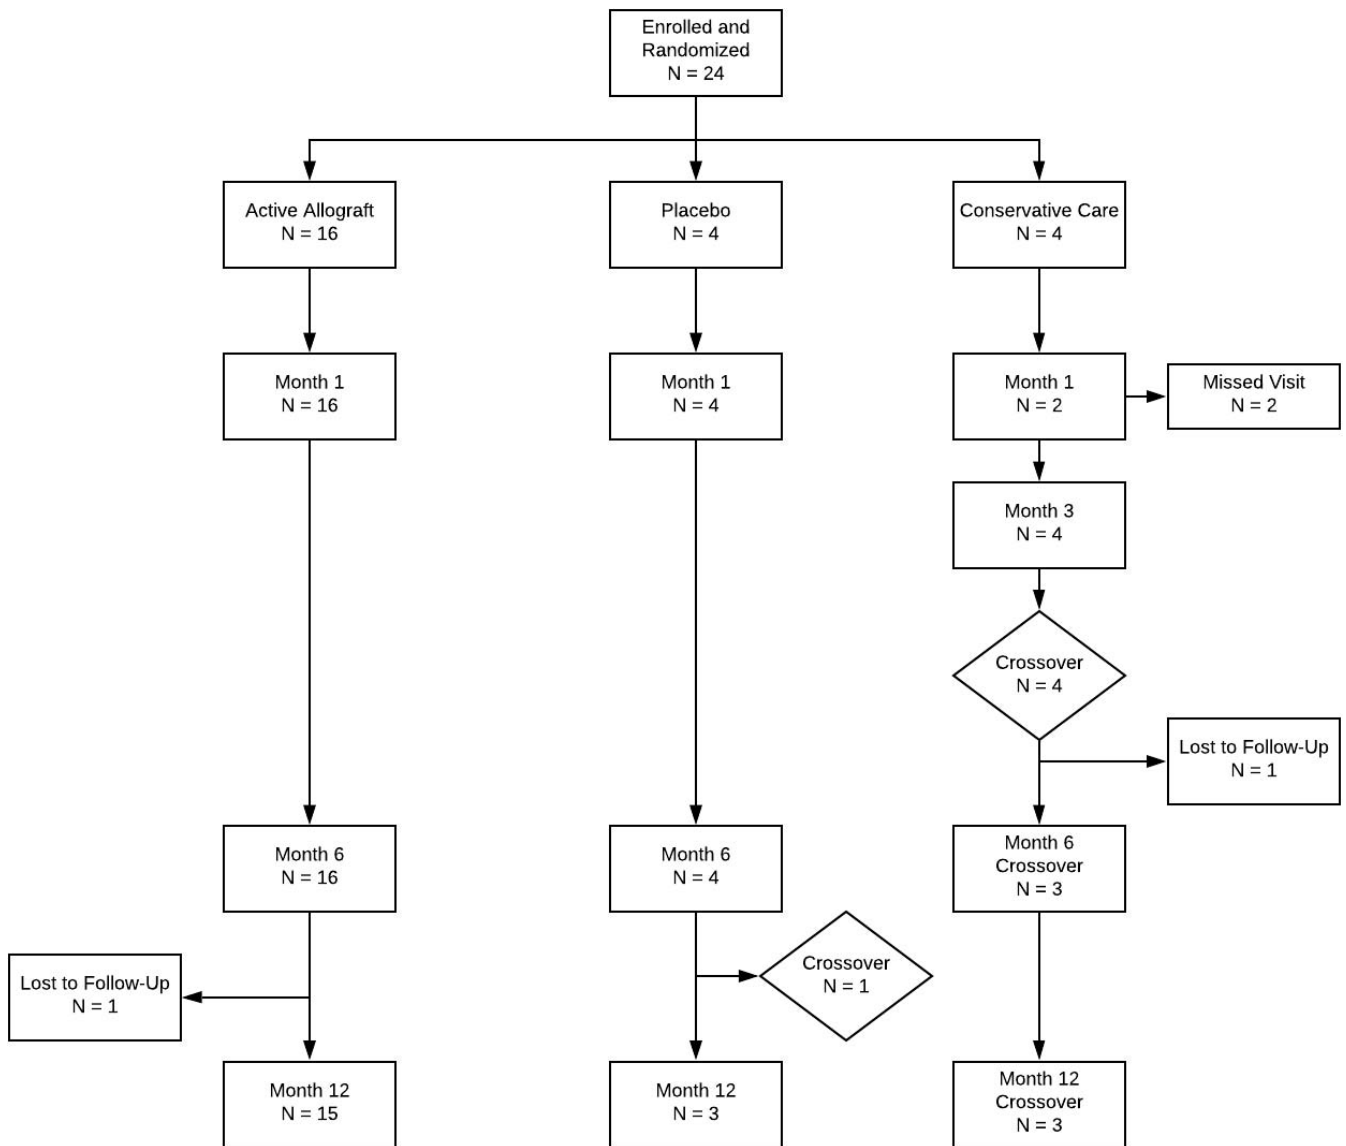 Enrolled and
Randomized
N = 24
Active Allograft
N = 16
Placebo
N = 4
Conservative Care
N = 4
Month 1
N = 16
Month 1
N = 4
Month 1
N = 2
Missed Visit
N = 2
Month 3
N = 4
Crossover
N = 4
Lost to Follow-Up
N = 1
Month 6
N = 16
Month 6
N = 4
Month 6
Crossover
N = 3
Lost to Follow-Up
N = 1
Crossover
N = 1
Month 12
N = 15
Month 12
N = 3
Month 12
Crossover
N = 3